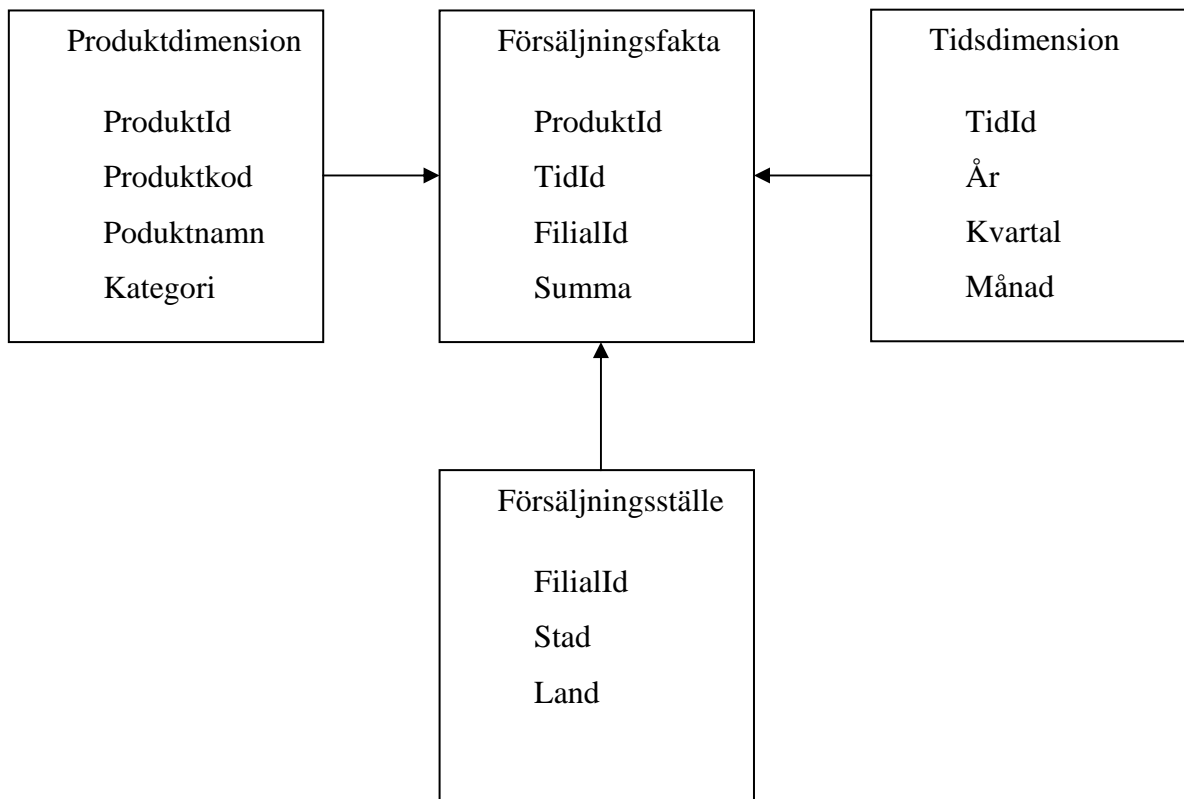 Produktdimension
ProduktId
Produktkod
Poduktnamn
Kategori
Försäljningsfakta
ProduktId
TidId
FilialId
Summa
Tidsdimension
TidId
År
Kvartal
Månad
Försäljningsställe
FilialId
Stad
Land